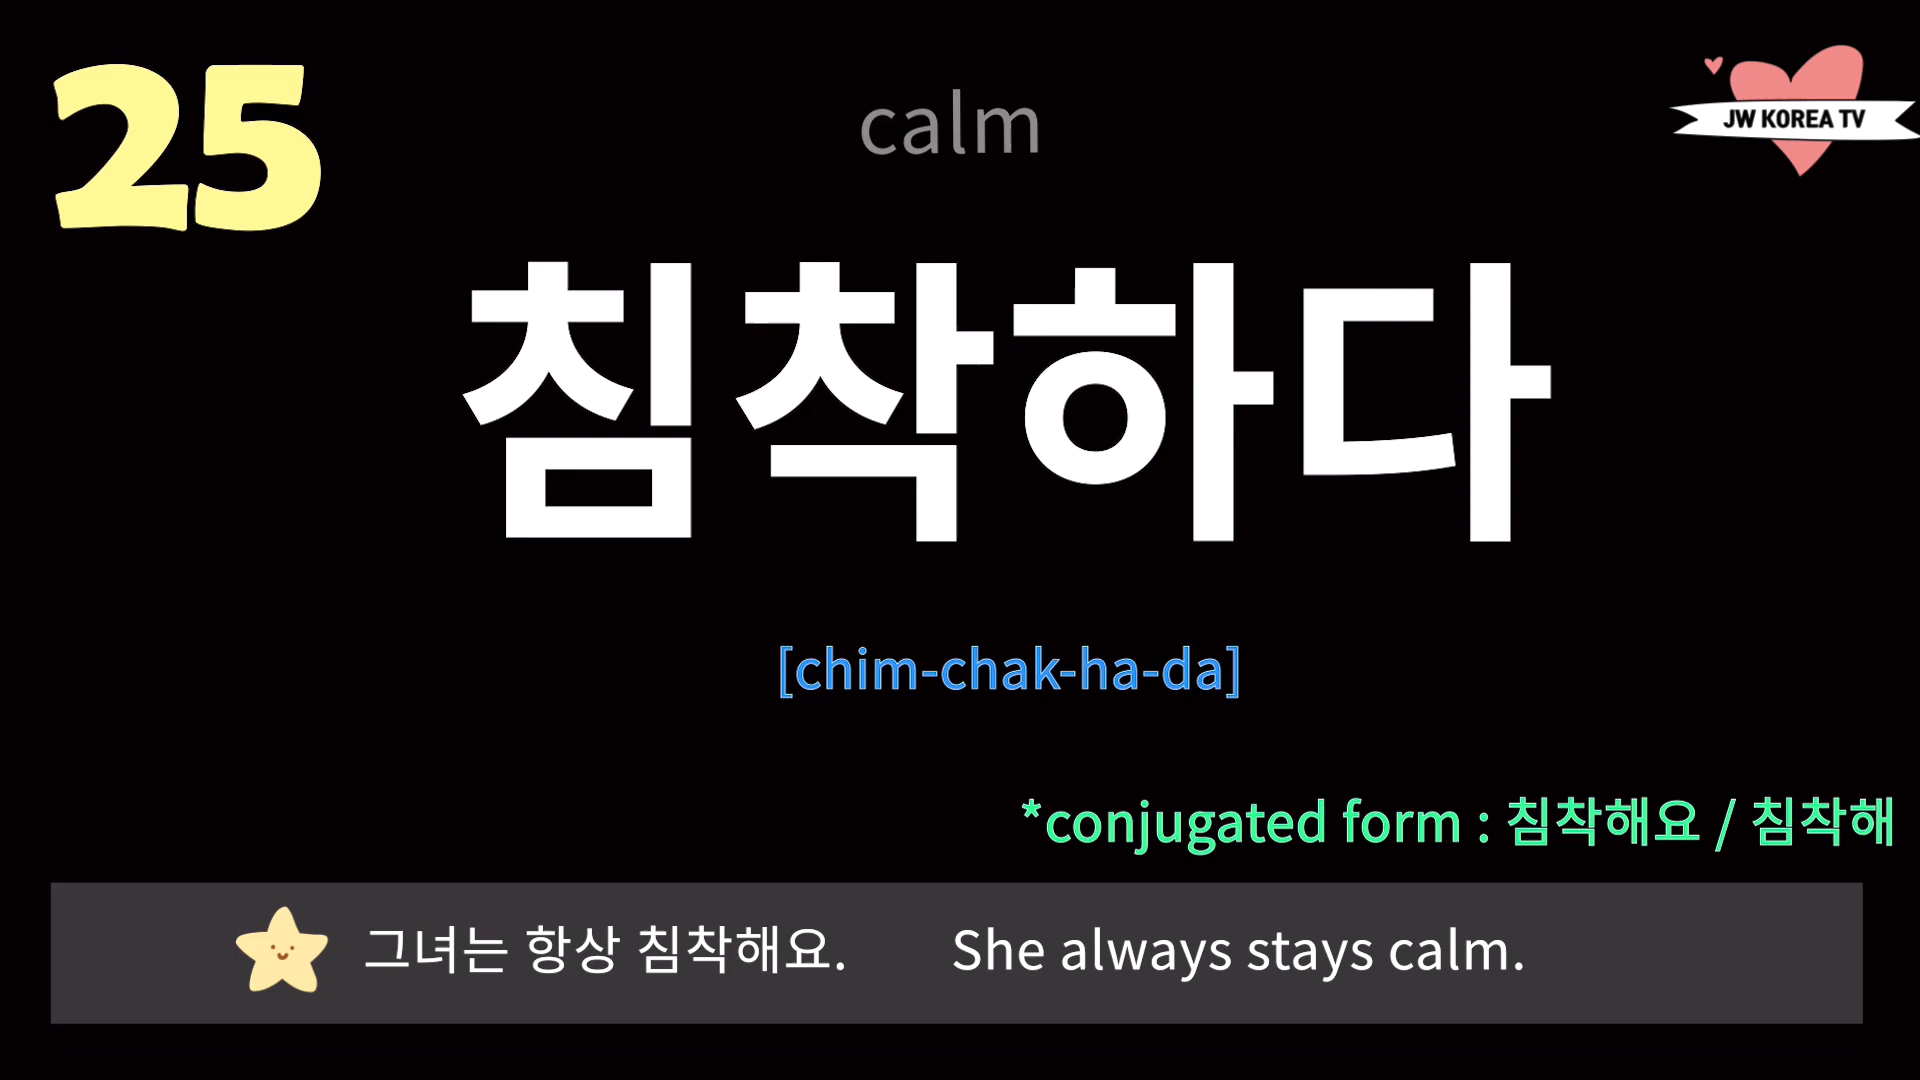 25
calm
JW KOREA TV
침착하다
[chim-chak-ha-da]
*conjugated form : 침착해요 / 침착해
그녀는 항상 침착해요. She always stays calm.